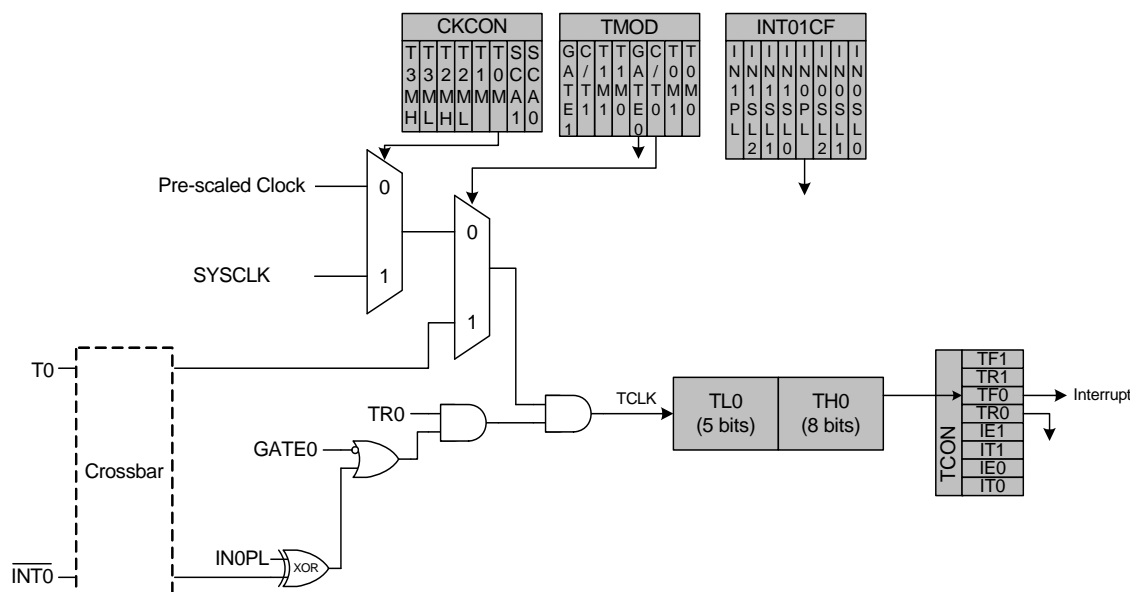 CKCON
T3MH
T3ML
T2MH
T2ML
T1M
T0M
SCA1
SCA0
TMOD
GATE1
C/T1
T1M1
T1M0
GATE0
C/T0
T0M1
T0M0
INT01CF
IN1PL
IN1SL2
IN1SL1
IN1SL0
IN0PL
IN0SL2
IN0SL1
IN0SL0
Pre-scaled Clock
0
SYSCLK
1
0
1
T0
Crossbar
INT0
GATE0
TR0
IN0PL
XOR
TCLK
TL0
(5 bits)
TH0
(8 bits)
TCON
TF1
TR1
TF0
TR0
IE1
IT1
IE0
IT0
Interrupt